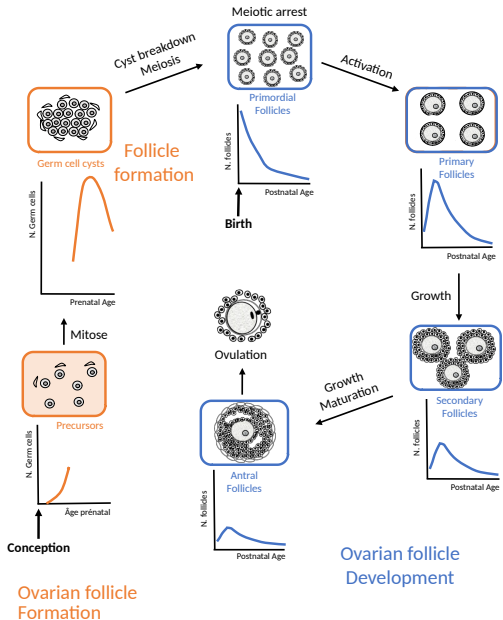 Meiotic arrest
Cyst breakdown
Meiosis
Activation
Primordial
Follicles
Germ cell cysts
Follicle
formation
Primary
Follicles
N. Germ cells
Prenatal Age
N. follicles
Postnatal Age
Birth
N. follicles
Postnatal Age
Mitose
Growth
Ovulation
Precursors
Growth
Maturation
Secondary
Follicles
N. Germ cells
Âge prénatal
Conception
Antral
Follicles
N. follicles
Postnatal Age
N. follicles
Postnatal Age
Ovarian follicle
Development
Ovarian follicle
Formation